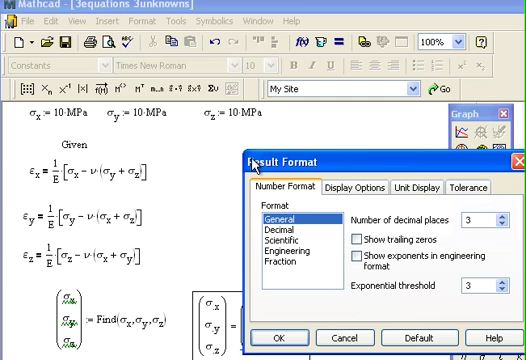 Mathcad - [3equations 3unknowns]
File Edit View Insert Format Tools Symbolics Window Help
100%
Constants Times New Roman 10 B I U
My Site Go
σx := 10·MPa σy := 10·MPa σz := 10·MPa
Graph
Given
εx = 1/E·[σx − ν·(σy + σz)]
εy = 1/E·[σy − ν·(σx + σz)]
εz = 1/E·[σz − ν·(σx + σy)]
(σx σy σz) := Find(σx, σy, σz)
(σ.x σ.y σ.z) =
Result Format
Number Format Display Options Unit Display Tolerance
Format
General
Decimal
Scientific
Engineering
Fraction
Number of decimal places 3
Show trailing zeros
Show exponents in engineering
format
Exponential threshold 3
OK Cancel Default Help